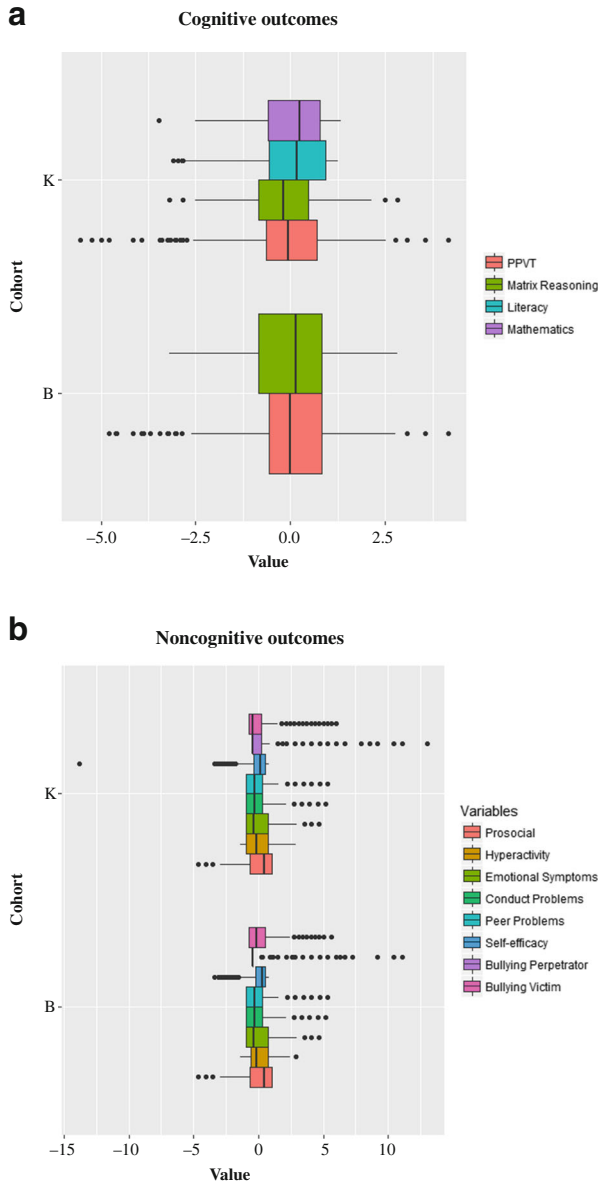 a
Cognitive outcomes
Cohort
K
B
−5.0 −2.5 0.0 2.5
Value
PPVT
Matrix Reasoning
Literacy
Mathematics
b
Noncognitive outcomes
Cohort
K
B
−15 −10 −5 0 5 10
Value
Variables
Prosocial
Hyperactivity
Emotional Symptoms
Conduct Problems
Peer Problems
Self-efficacy
Bullying Perpetrator
Bullying Victim